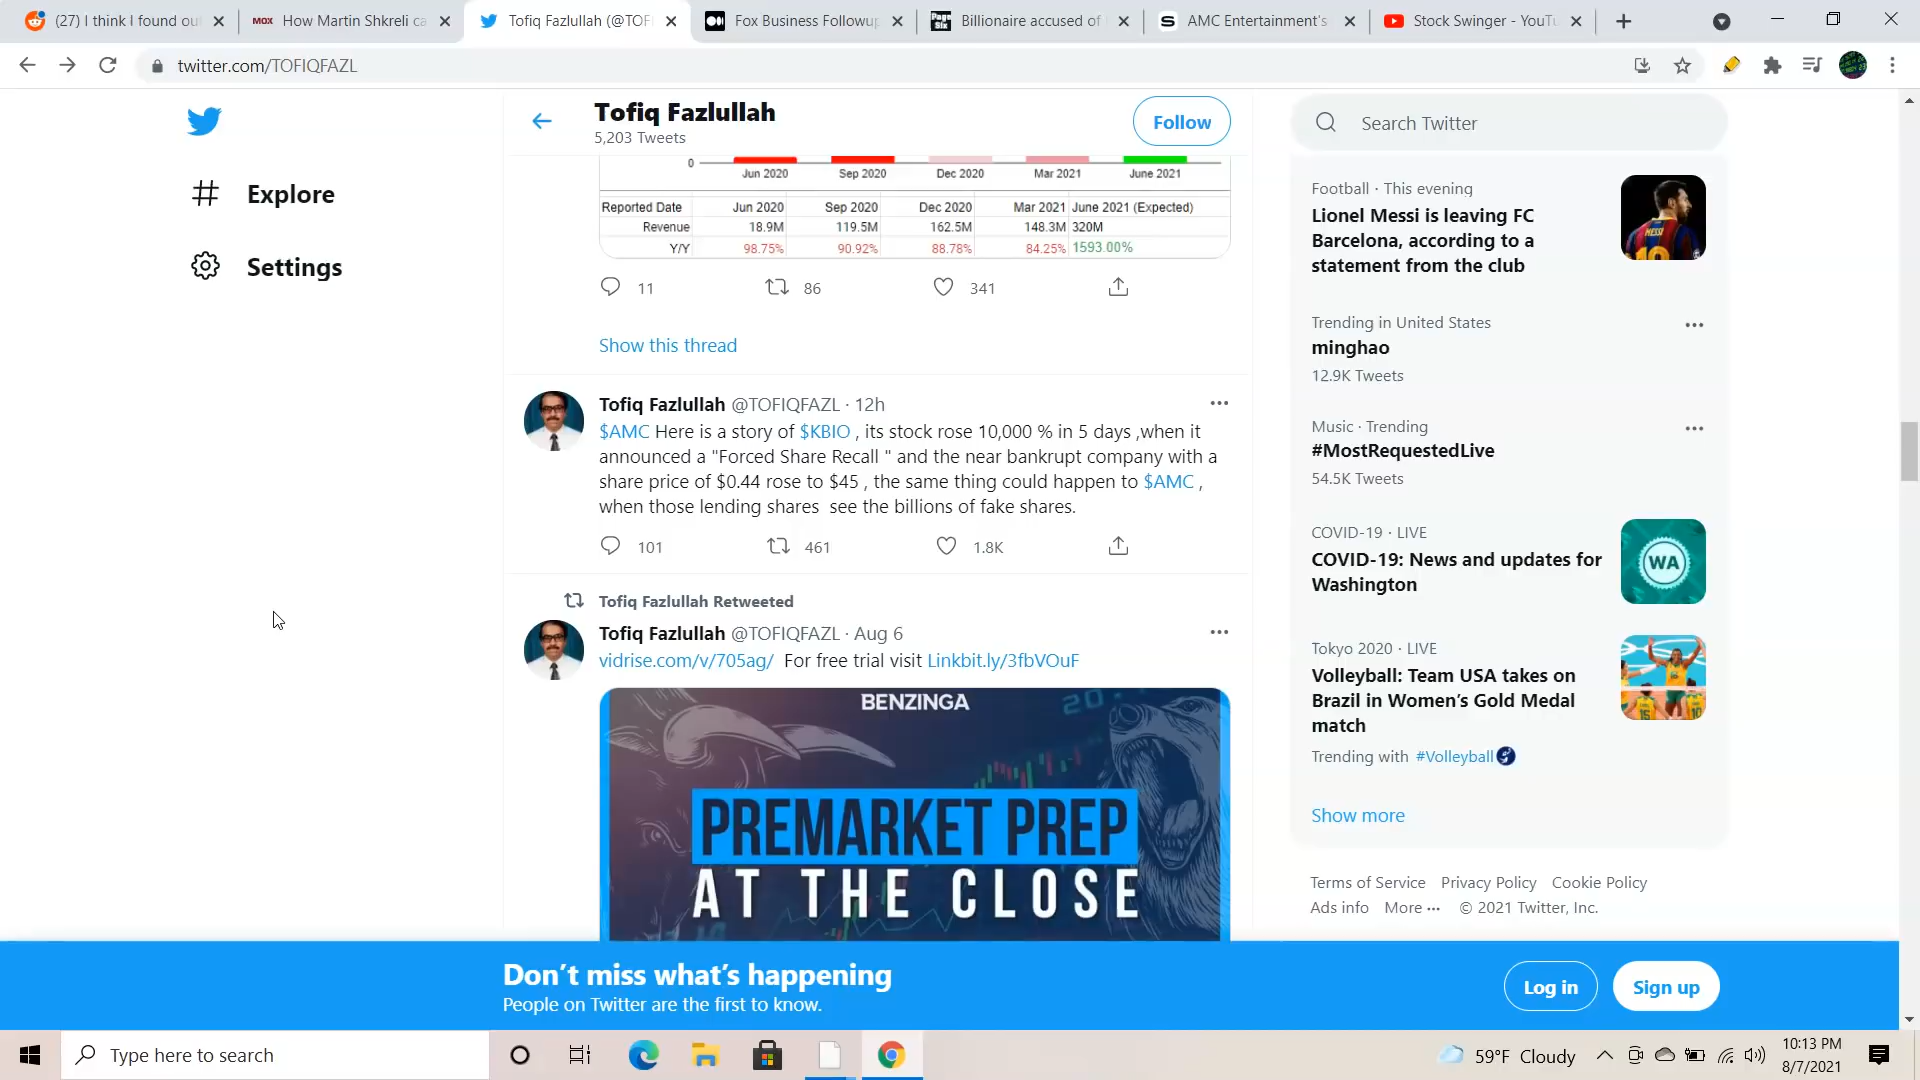 (27) I think I found ou
MOX How Martin Shkreli ca
Tofiq Fazlullah (@TOFI
Fox Business Followup
Page Six Billionaire accused of
S AMC Entertainment's
Stock Swinger - YouTu
twitter.com/TOFIQFAZL
Explore
Settings
Tofiq Fazlullah
5,203 Tweets
Follow
0
Jun 2020 Sep 2020 Dec 2020 Mar 2021 June 2021
Reported Date Jun 2020 Sep 2020 Dec 2020 Mar 2021 June 2021 (Expected)
Revenue 18.9M 119.5M 162.5M 148.3M 320M
Y/Y 98.75% 90.92% 88.78% 84.25% 1593.00%
11 86 341
Show this thread
Tofiq Fazlullah @TOFIQFAZL · 12h
$AMC Here is a story of $KBIO , its stock rose 10,000 % in 5 days ,when it
announced a "Forced Share Recall " and the near bankrupt company with a
share price of $0.44 rose to $45 , the same thing could happen to $AMC ,
when those lending shares see the billions of fake shares.
101 461 1.8K
Tofiq Fazlullah Retweeted
Tofiq Fazlullah @TOFIQFAZL · Aug 6
vidrise.com/v/705ag/ For free trial visit Linkbit.ly/3fbVOuF
BENZINGA
20
PREMARKET PREP
AT THE CLOSE
Search Twitter
Football · This evening
Lionel Messi is leaving FC
Barcelona, according to a
statement from the club
MESSI
10
Trending in United States
minghao
12.9K Tweets
Music · Trending
#MostRequestedLive
54.5K Tweets
COVID-19 · LIVE
COVID-19: News and updates for
Washington
WA
Tokyo 2020 · LIVE
Volleyball: Team USA takes on
Brazil in Women's Gold Medal
match
Trending with #Volleyball
Show more
Terms of Service Privacy Policy Cookie Policy
Ads info More ··· © 2021 Twitter, Inc.
Don't miss what's happening
People on Twitter are the first to know.
Log in
Sign up
Type here to search
59°F Cloudy
10:13 PM
8/7/2021